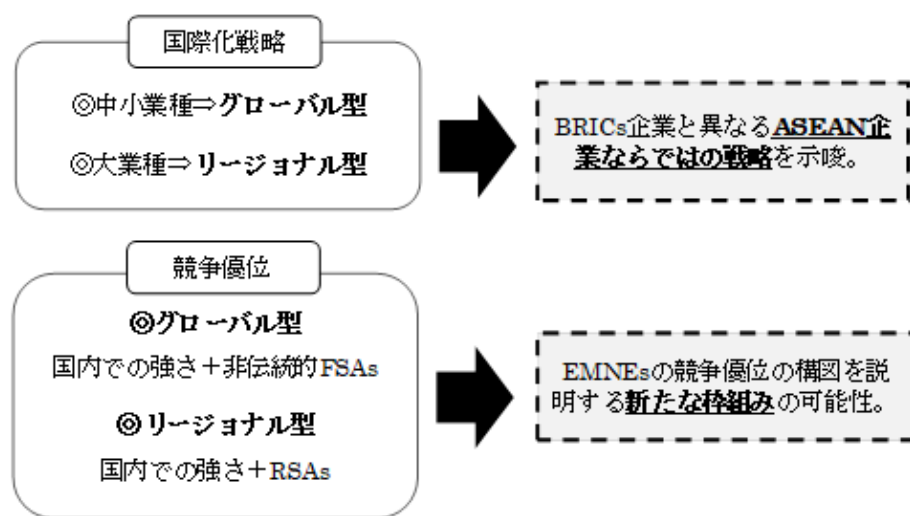 国際化戦略
◎中小業種⇒グローバル型
◎大業種⇒リージョナル型
BRICs企業と異なるASEAN企
業ならではの戦略を示唆。
競争優位
◎グローバル型
国内での強さ+非伝統的FSAs
◎リージョナル型
国内での強さ+RSAs
EMNEsの競争優位の構図を説
明する新たな枠組みの可能性。